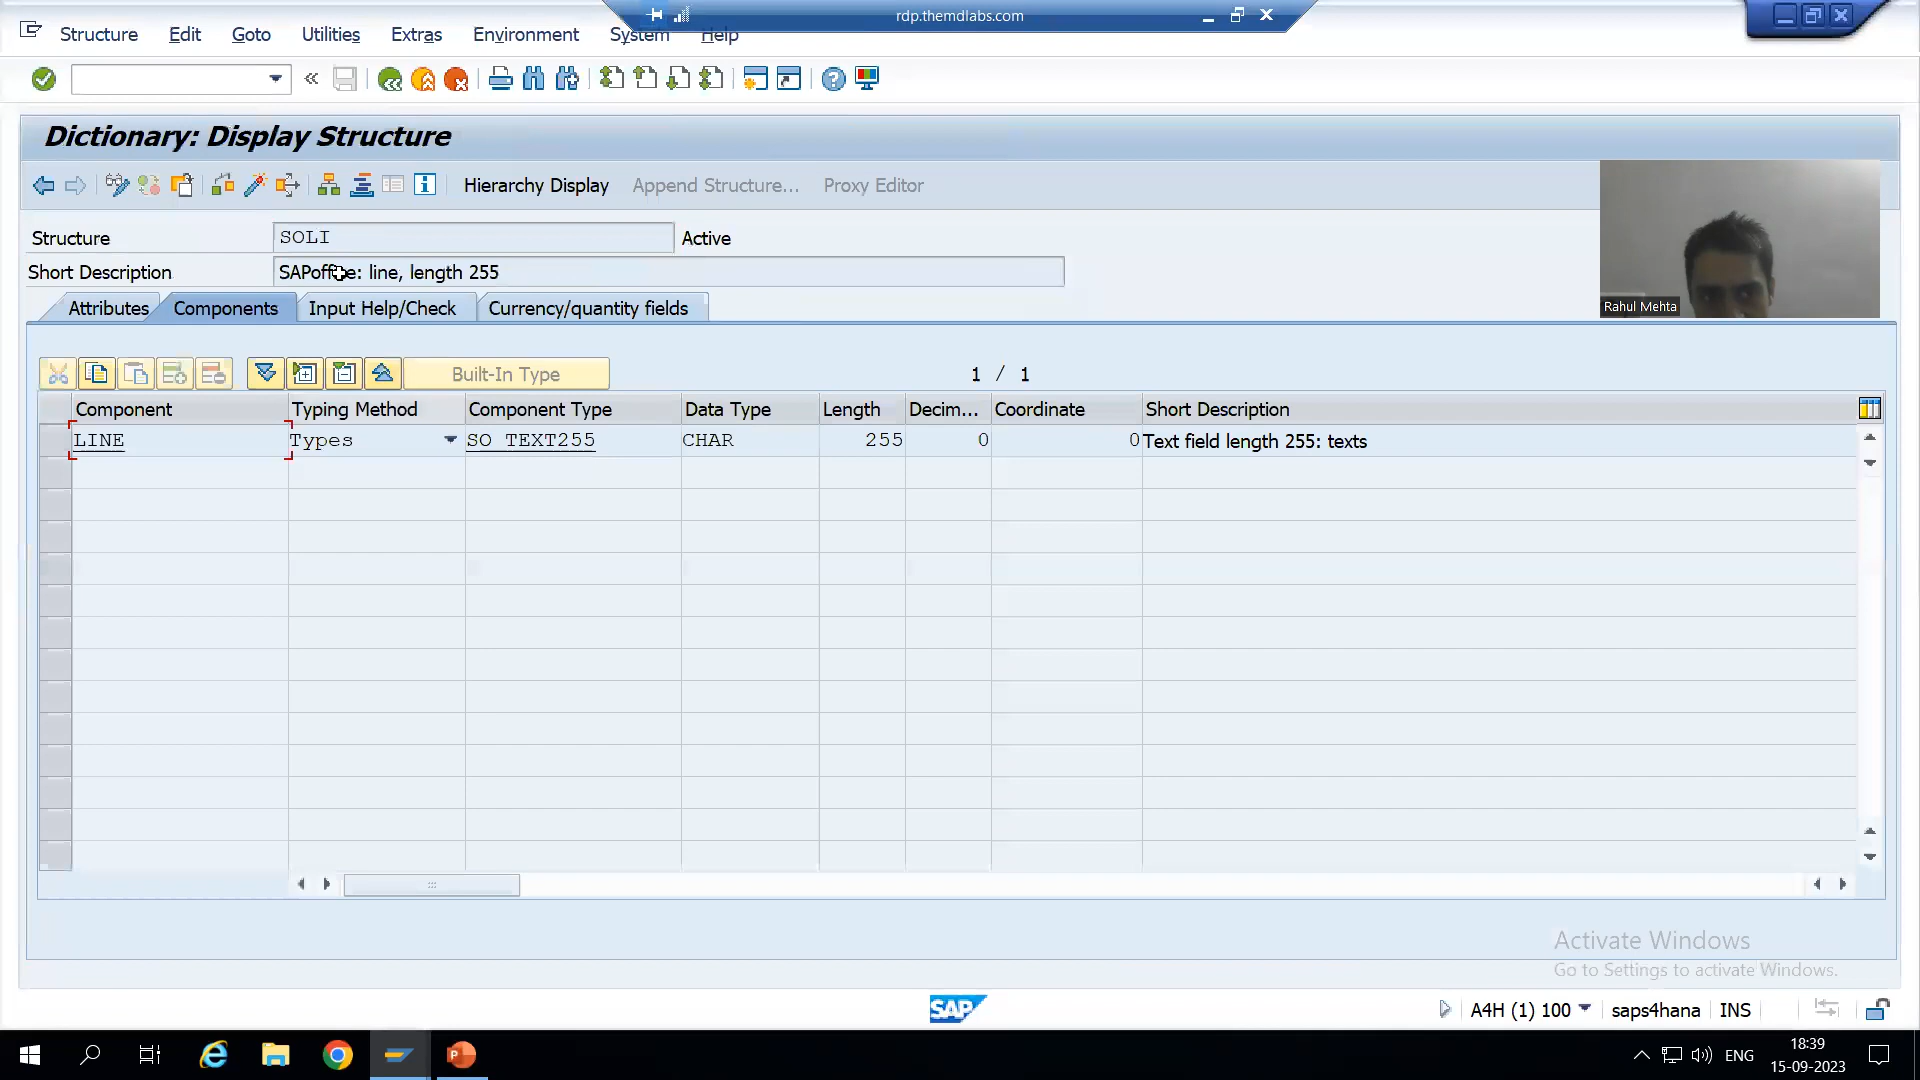 rdp.themdlabs.com
Structure Edit Goto Utilities Extras Environment System Help
Dictionary: Display Structure
Hierarchy Display Append Structure... Proxy Editor
Structure SOLI Active
Short Description SAPoffice: line, length 255
Attributes Components Input Help/Check Currency/quantity fields
Rahul Mehta
Built-In Type 1 / 1
Component Typing Method Component Type Data Type Length Decim... Coordinate Short Description
LINE Types SO_TEXT255 CHAR 255 0 0 Text field length 255: texts
Activate Windows
Go to Settings to activate Windows.
SAP A4H (1) 100 saps4hana INS
ENG 18:39
15-09-2023